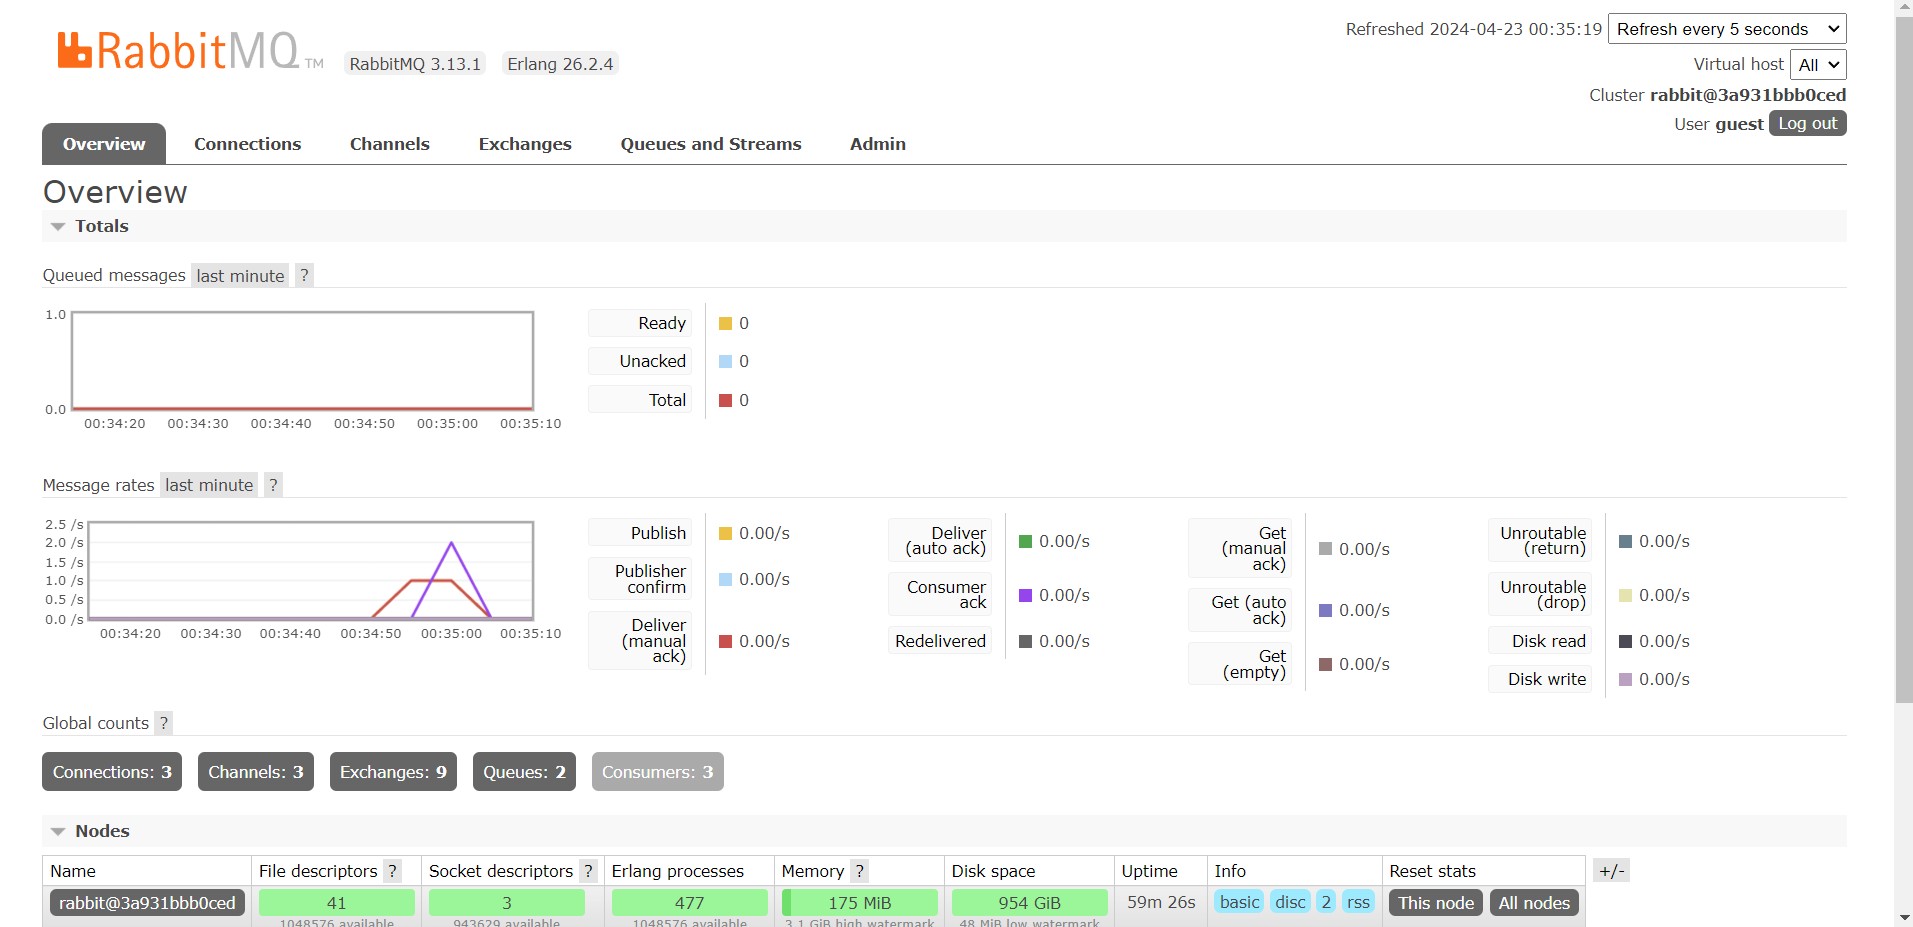 Refreshed 2024-04-23 00:35:19 Refresh every 5 seconds
RabbitMQ TM RabbitMQ 3.13.1 Erlang 26.2.4
Virtual host All
Cluster rabbit@3a931bbb0ced
User guest Log out
Overview Connections Channels Exchanges Queues and Streams Admin
Overview
Totals
Queued messages last minute ?
1.0
0.0
00:34:20 00:34:30 00:34:40 00:34:50 00:35:00 00:35:10
Ready 0
Unacked 0
Total 0
Message rates last minute ?
2.5 /s
2.0 /s
1.5 /s
1.0 /s
0.5 /s
0.0 /s
00:34:20 00:34:30 00:34:40 00:34:50 00:35:00 00:35:10
Publish 0.00/s
Publisher
confirm 0.00/s
Deliver
(manual
ack) 0.00/s
Deliver
(auto ack) 0.00/s
Consumer
ack 0.00/s
Redelivered 0.00/s
Get
(manual
ack) 0.00/s
Get (auto
ack) 0.00/s
Get
(empty) 0.00/s
Unroutable
(return) 0.00/s
Unroutable
(drop) 0.00/s
Disk read 0.00/s
Disk write 0.00/s
Global counts ?
Connections: 3 Channels: 3 Exchanges: 9 Queues: 2 Consumers: 3
Nodes
Name File descriptors ? Socket descriptors ? Erlang processes Memory ? Disk space Uptime Info Reset stats +/-
rabbit@3a931bbb0ced 41 3 477 175 MiB 954 GiB 59m 26s basic disc 2 rss This node All nodes
1048576 available 943629 available 1048576 available 3.1 GiB high watermark 48 MiB low watermark